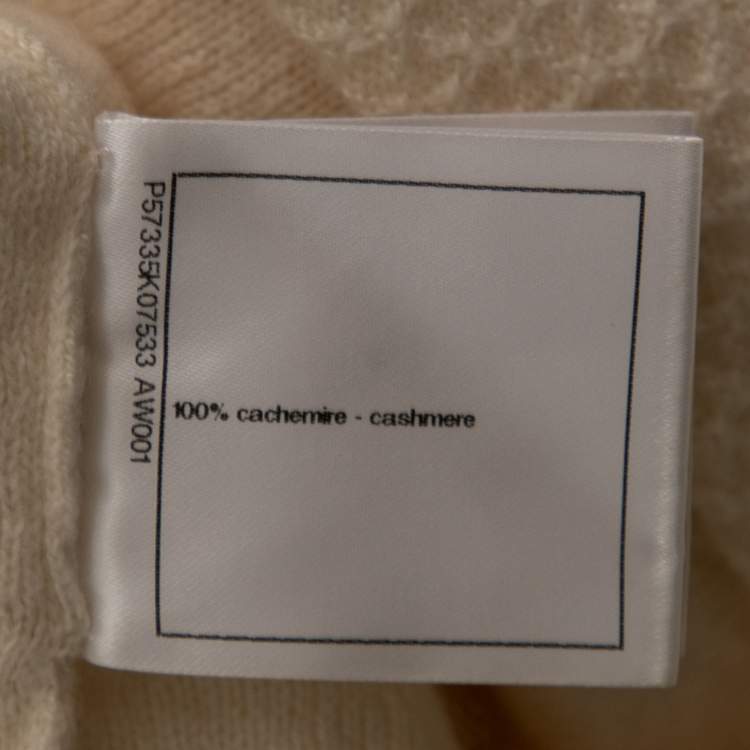 P57335K07533 AW001
100% cachemire - cashmere